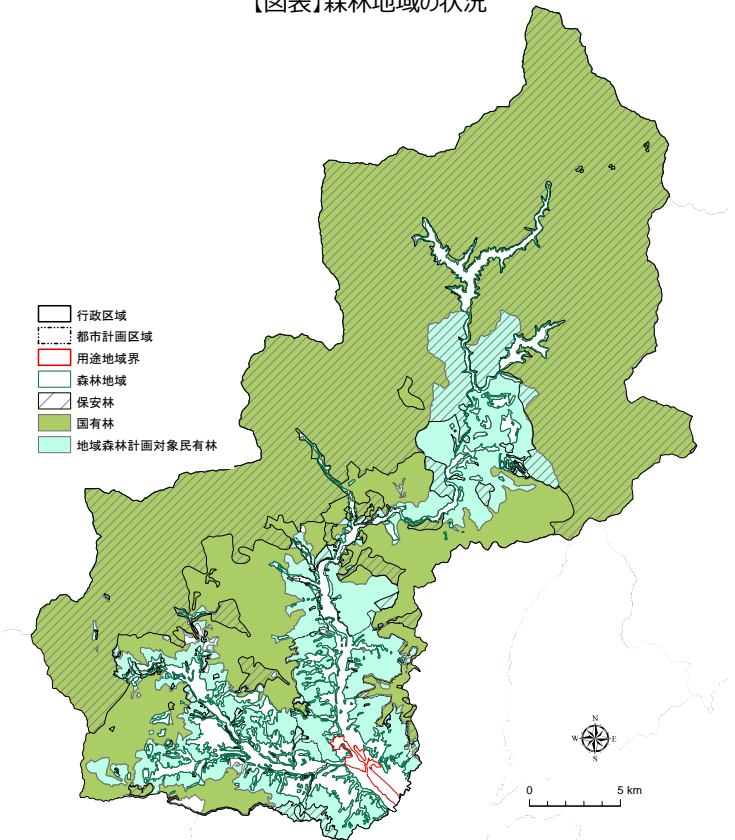 【図表】森林地域の状況
行政区域
都市計画区域
用途地域界
森林地域
保安林
国有林
地域森林計画対象民有林
N
W E
S
0 5 km